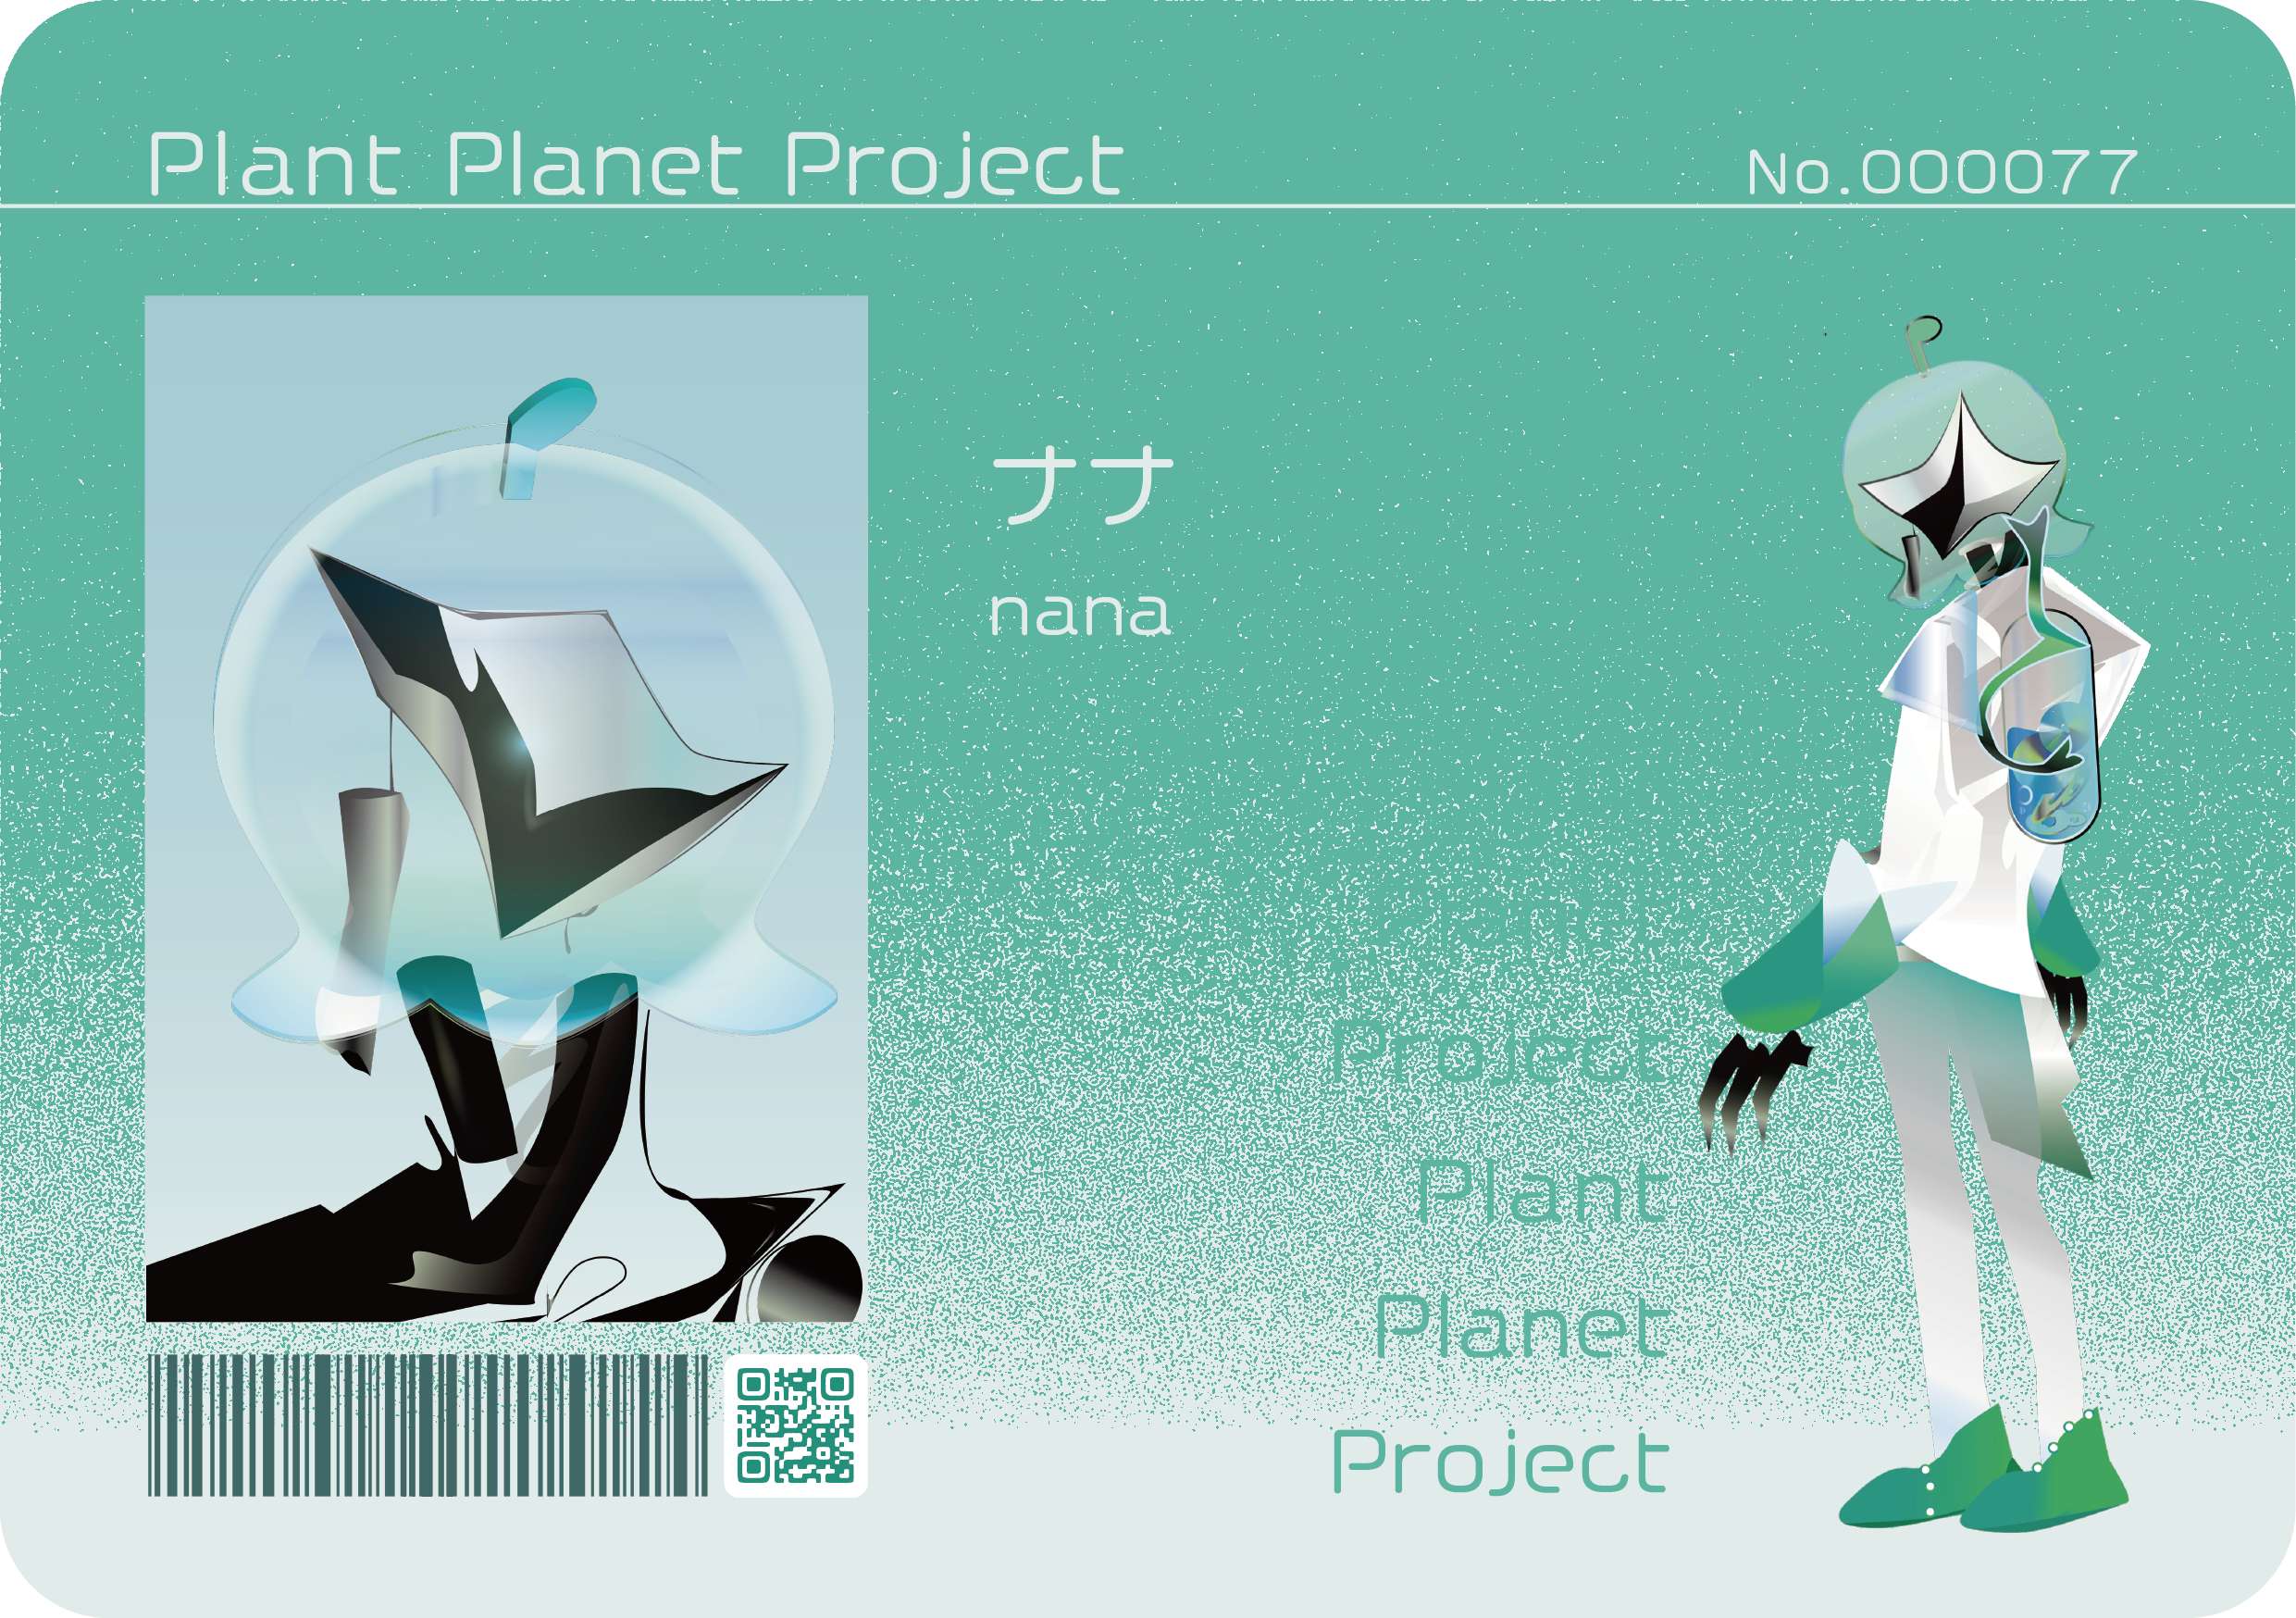 Plant Planet Project
No.000077
ナナ
nana
Project
Plant
Planet
Project